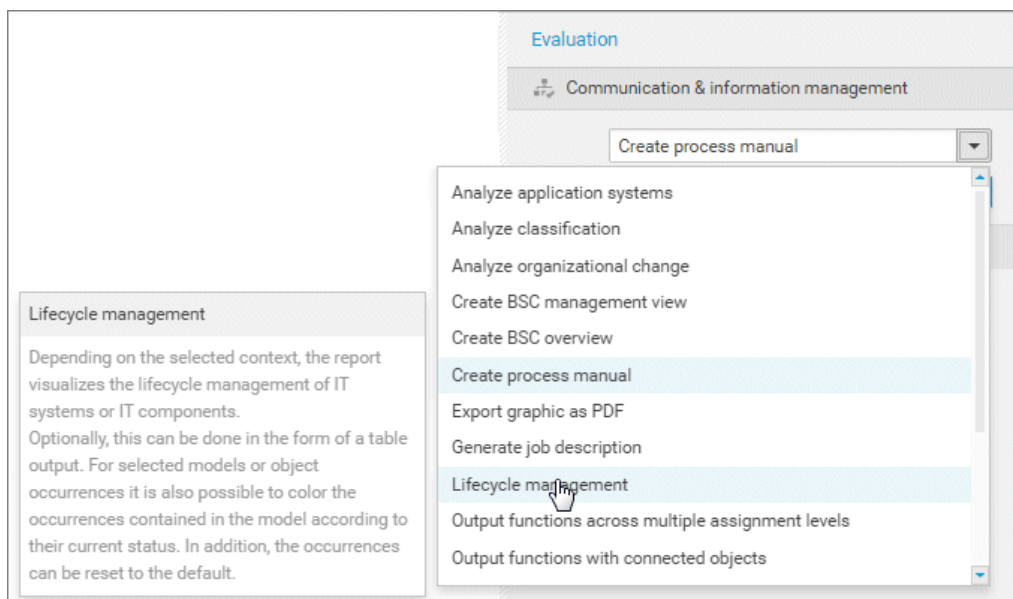 Evaluation
Communication & information management
Create process manual
Analyze application systems
Analyze classification
Analyze organizational change
Create BSC management view
Create BSC overview
Create process manual
Export graphic as PDF
Generate job description
Lifecycle management
Output functions across multiple assignment levels
Output functions with connected objects
Lifecycle management
Depending on the selected context, the report
visualizes the lifecycle management of IT
systems or IT components.
Optionally, this can be done in the form of a table
output. For selected models or object
occurrences it is also possible to color the
occurrences contained in the model according to
their current status. In addition, the occurrences
can be reset to the default.